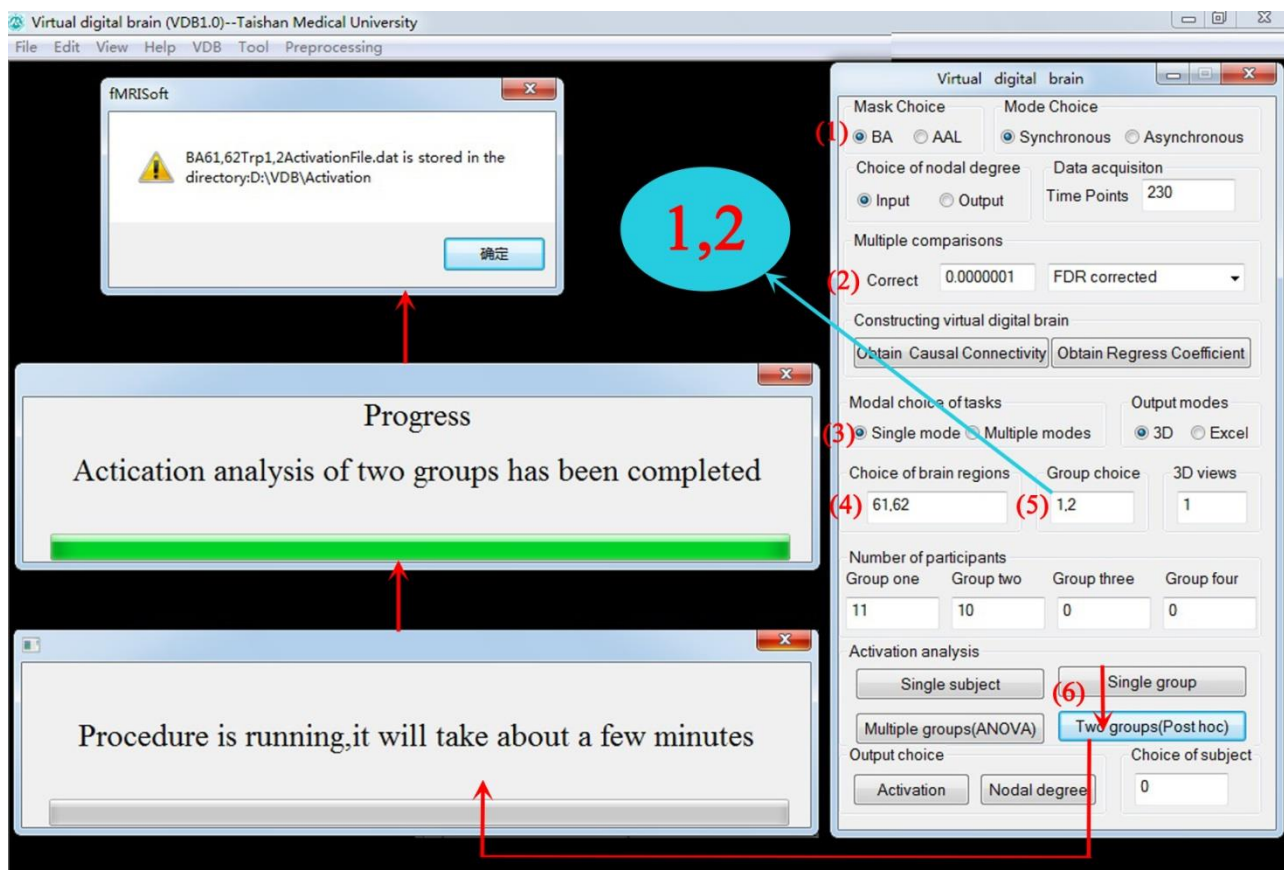 Virtual digital brain (VDB1.0)--Taishan Medical University
File Edit View Help VDB Tool Preprocessing
fMRISoft
BA61,62Trp1,2ActivationFile.dat is stored in the
directory:D:\VDB\Activation
确定
1,2
Progress
Actication analysis of two groups has been completed
Procedure is running,it will take about a few minutes
Virtual digital brain
Mask Choice Mode Choice
(1) BA AAL Synchronous Asynchronous
Choice of nodal degree Data acquisiton
Input Output Time Points 230
Multiple comparisons
(2) Correct 0.0000001 FDR corrected
Constructing virtual digital brain
Obtain Causal Connectivity Obtain Regress Coefficient
Modal choice of tasks Output modes
(3) Single mode Multiple modes 3D Excel
Choice of brain regions Group choice 3D views
(4) 61,62 (5) 1,2 1
Number of participants
Group one Group two Group three Group four
11 10 0 0
Activation analysis
Single subject (6) Single group
Multiple groups(ANOVA) Two groups(Post hoc)
Output choice Choice of subject
Activation Nodal degree 0